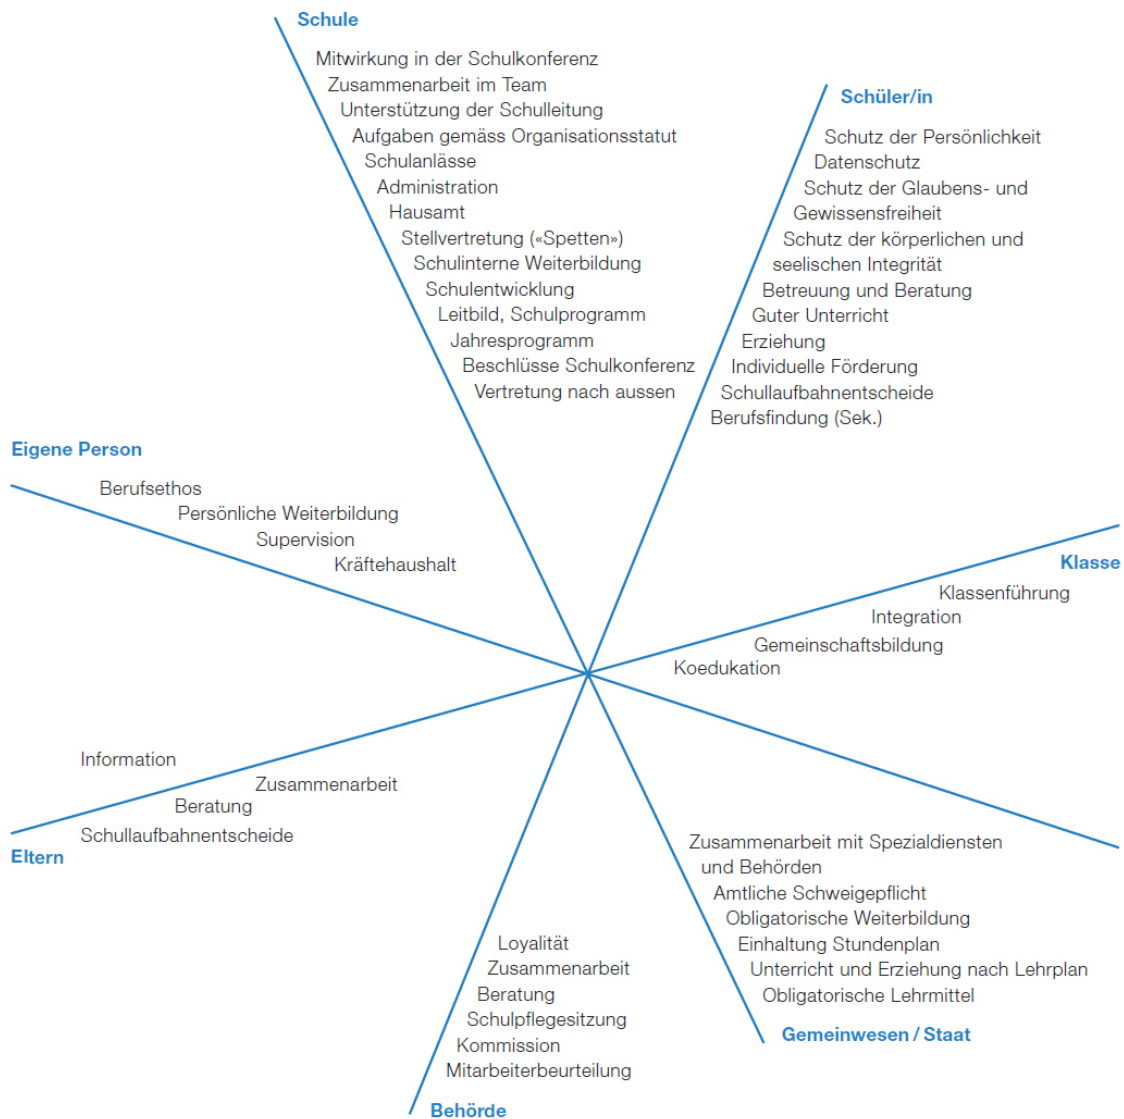 Schule
Mitwirkung in der Schulkonferenz
Zusammenarbeit im Team
Unterstützung der Schulleitung
Aufgaben gemäss Organisationsstatut
Schulanlässe
Administration
Hausamt
Stellvertretung («Spetten»)
Schulinterne Weiterbildung
Schulentwicklung
Leitbild, Schulprogramm
Jahresprogramm
Beschlüsse Schulkonferenz
Vertretung nach aussen
Schüler/in
Schutz der Persönlichkeit
Datenschutz
Schutz der Glaubens- und
Gewissensfreiheit
Schutz der körperlichen und
seelischen Integrität
Betreuung und Beratung
Guter Unterricht
Erziehung
Individuelle Förderung
Schullaufbahnentscheide
Berufsfindung (Sek.)
Eigene Person
Berufsethos
Persönliche Weiterbildung
Supervision
Kräftehaushalt
Klasse
Klassenführung
Integration
Gemeinschaftsbildung
Koedukation
Information
Zusammenarbeit
Beratung
Schullaufbahnentscheide
Eltern
Zusammenarbeit mit Spezialdiensten
und Behörden
Amtliche Schweigepflicht
Obligatorische Weiterbildung
Einhaltung Stundenplan
Unterricht und Erziehung nach Lehrplan
Obligatorische Lehrmittel
Gemeinwesen / Staat
Loyalität
Zusammenarbeit
Beratung
Schulpflegesitzung
Kommission
Mitarbeiterbeurteilung
Behörde